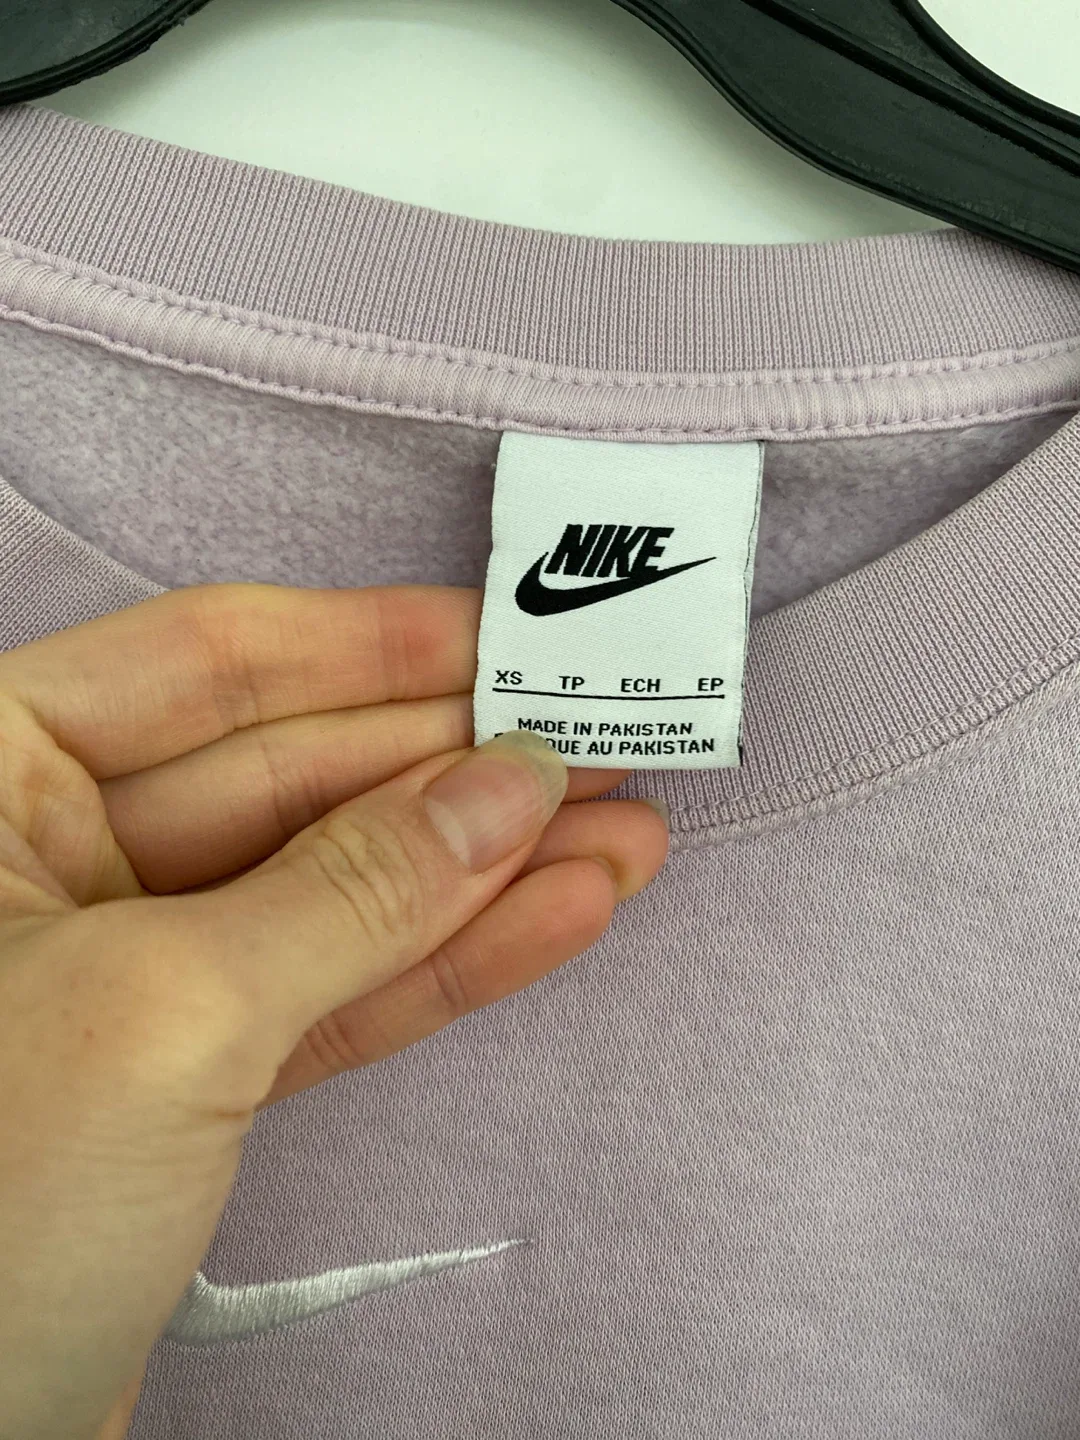 NIKE
XS TP ECH EP
MADE IN PAKISTAN
AU PAKISTAN